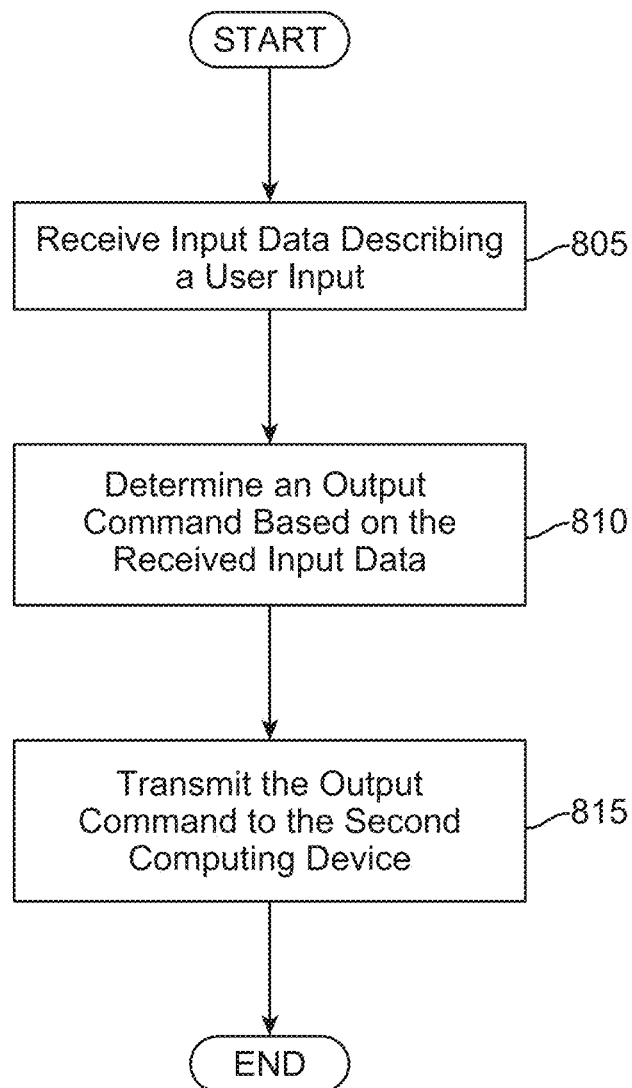 START
Receive Input Data Describing
a User Input
805
Determine an Output
Command Based on the
Received Input Data
810
Transmit the Output
Command to the Second
Computing Device
815
END